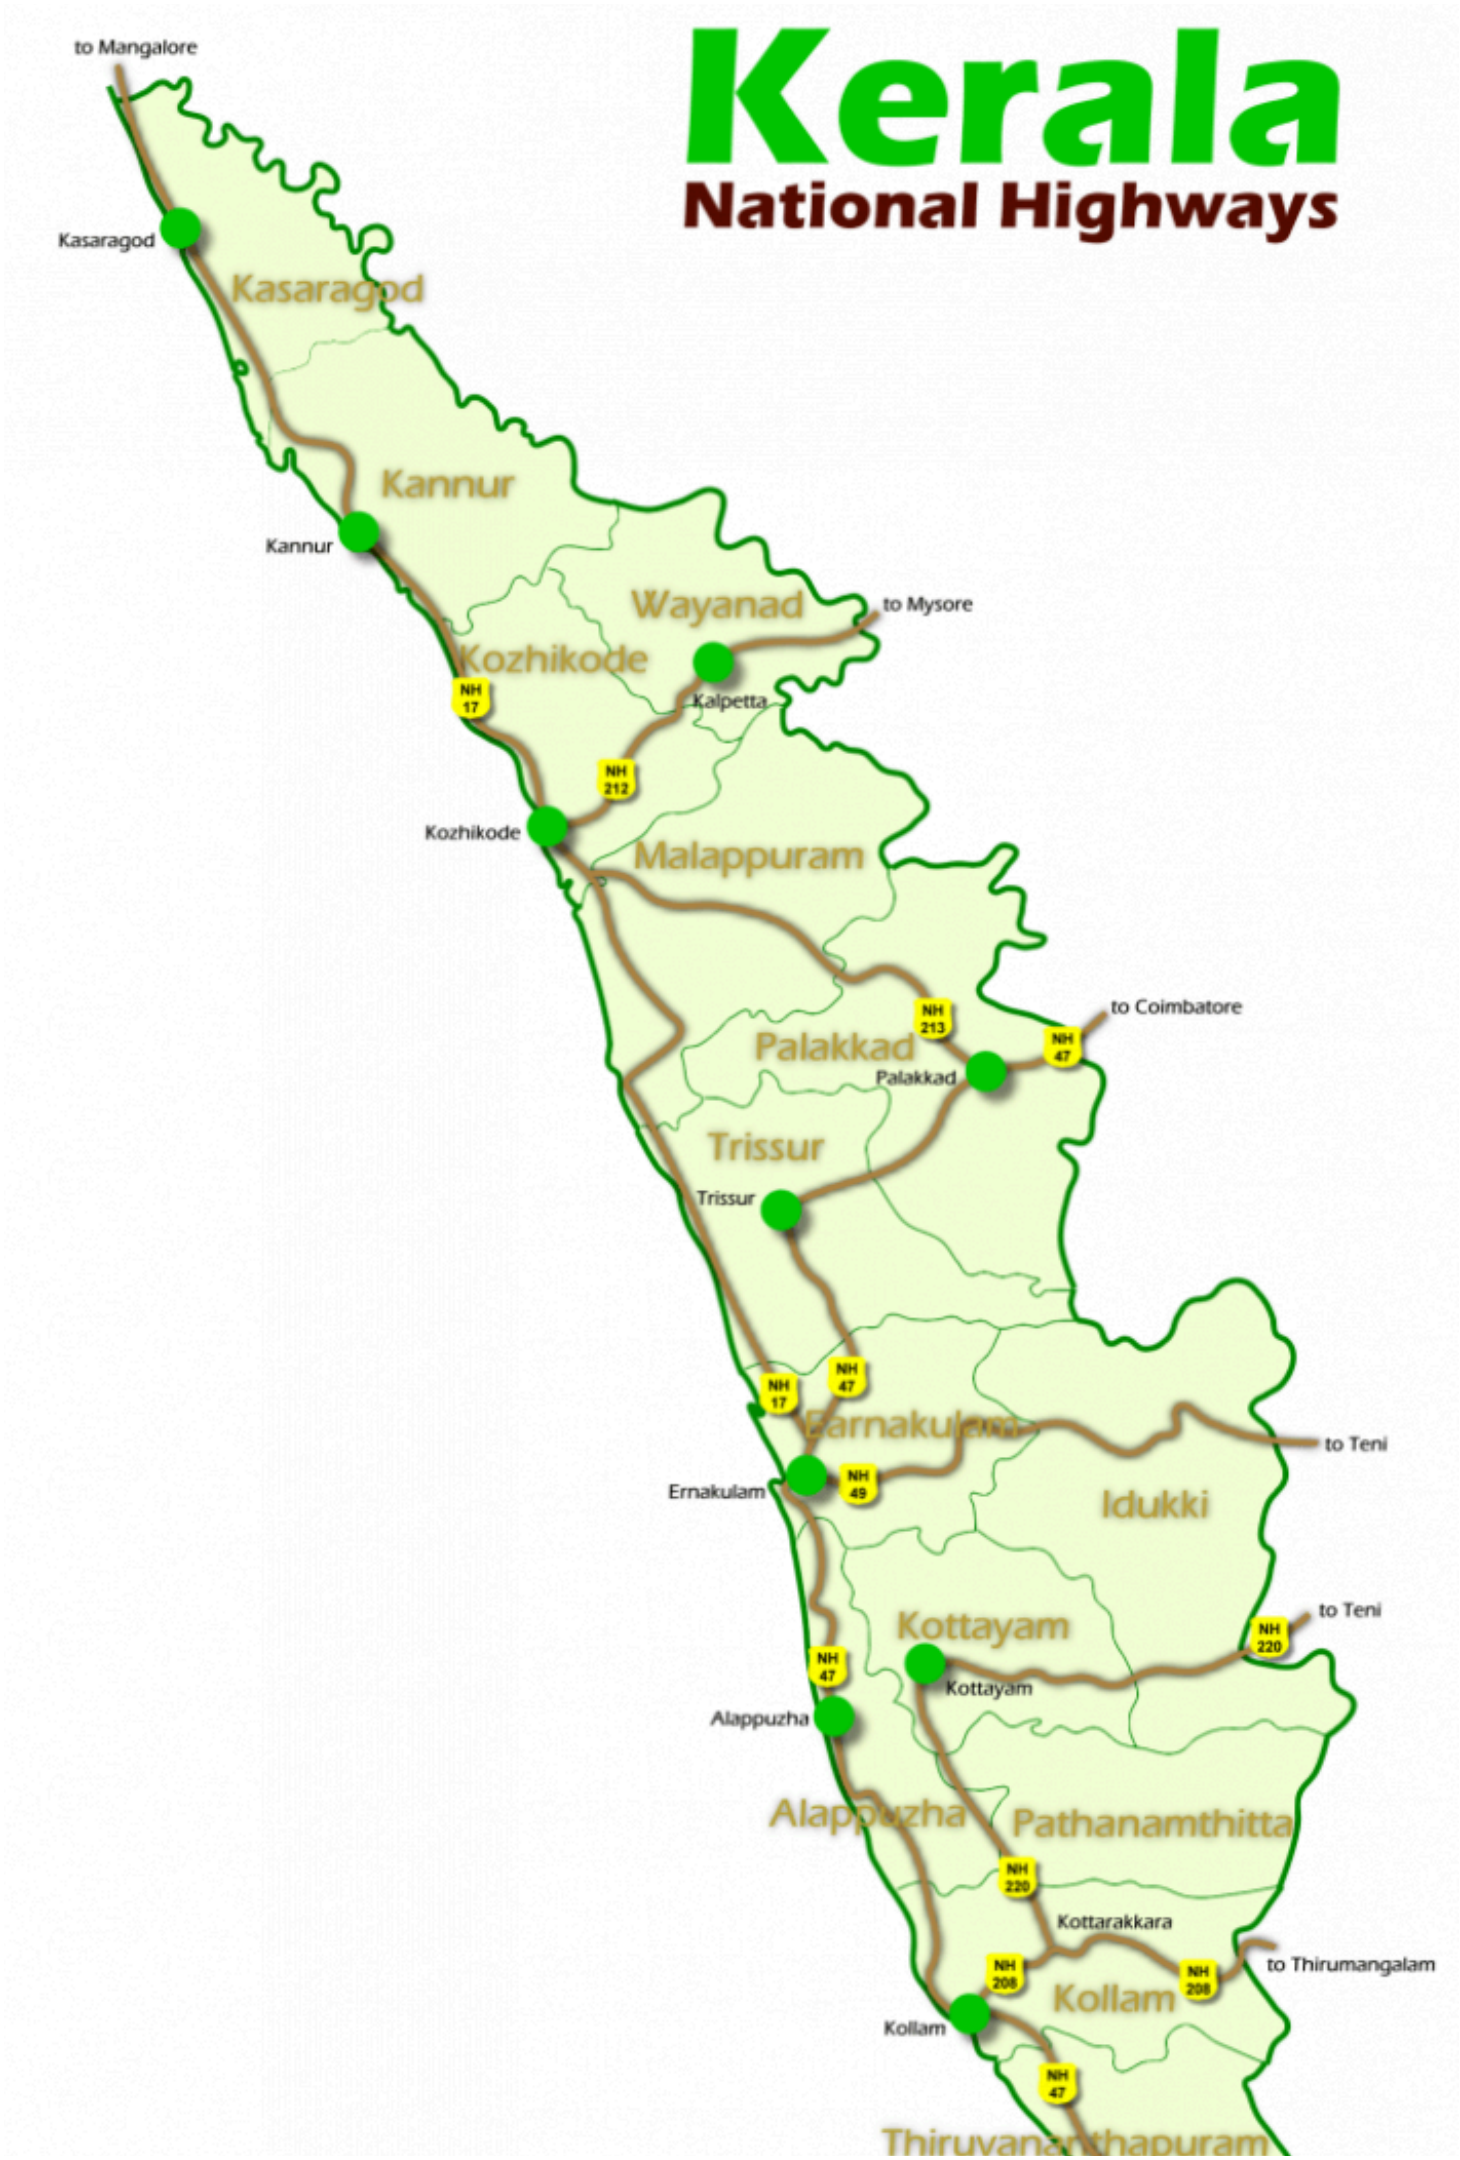 Kerala
National Highways
to Mangalore
Kasaragod
Kasaragod
Kannur
Kannur
Wayanad
to Mysore
Kozhikode
NH
17
Kalpetta
NH
212
Kozhikode
Malappuram
to Coimbatore
NH
213
NH
47
Palakkad
Palakkad
Trissur
Trissur
NH
47
NH
17
Earnakulam
to Teni
NH
49
Ernakulam
Idukki
to Teni
Kottayam
NH
220
NH
47
Kottayam
Alappuzha
Alappuzha
Pathanamthitta
NH
220
Kottarakkara
NH
208
NH
208
to Thirumangalam
Kollam
Kollam
NH
47
Thiruvananthapuram